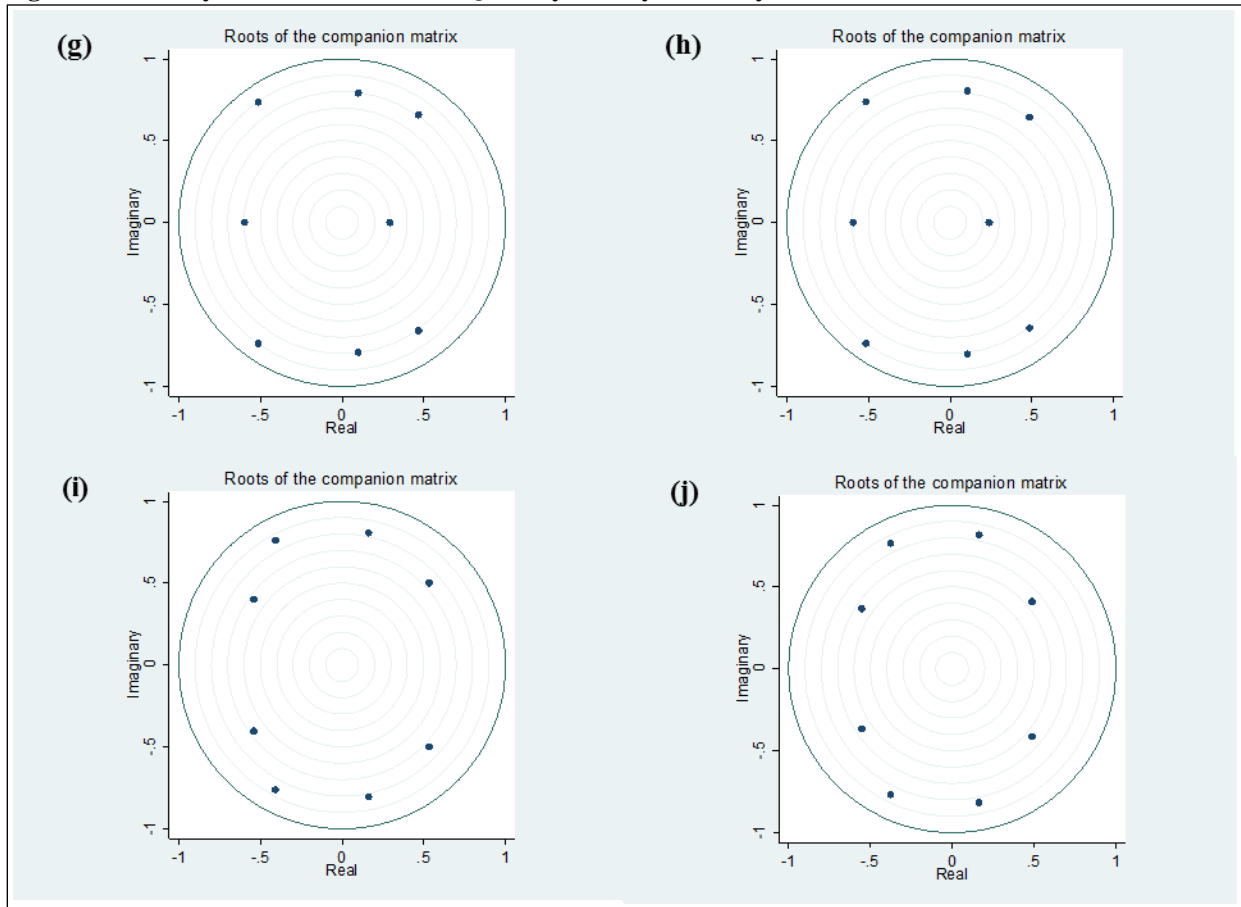 (g)
Roots of the companion matrix
Imaginary
1
.5
0
-.5
-1
-1 -.5 0 .5 1
Real
(h)
Roots of the companion matrix
Imaginary
1
.5
0
-.5
-1
-1 -.5 0 .5 1
Real
(i)
Roots of the companion matrix
Imaginary
1
.5
0
-.5
-1
-1 -.5 0 .5 1
Real
(j)
Roots of the companion matrix
Imaginary
1
.5
0
-.5
-1
-1 -.5 0 .5 1
Real